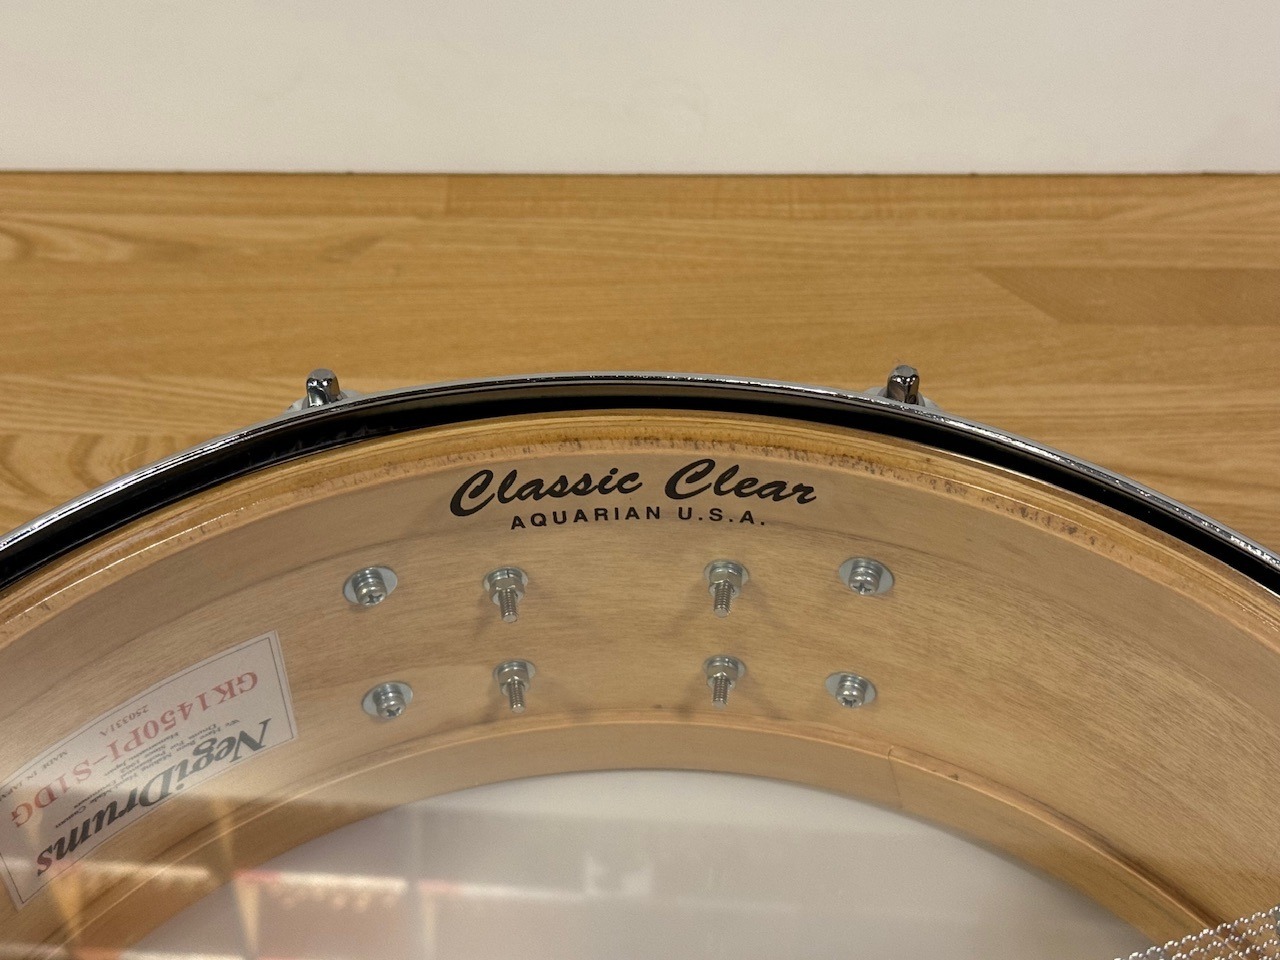 Classic Clear
AQUARIAN U.S.A.
NegiDrums
GK1450PI-S1DG
250331A
MADE IN JAPAN